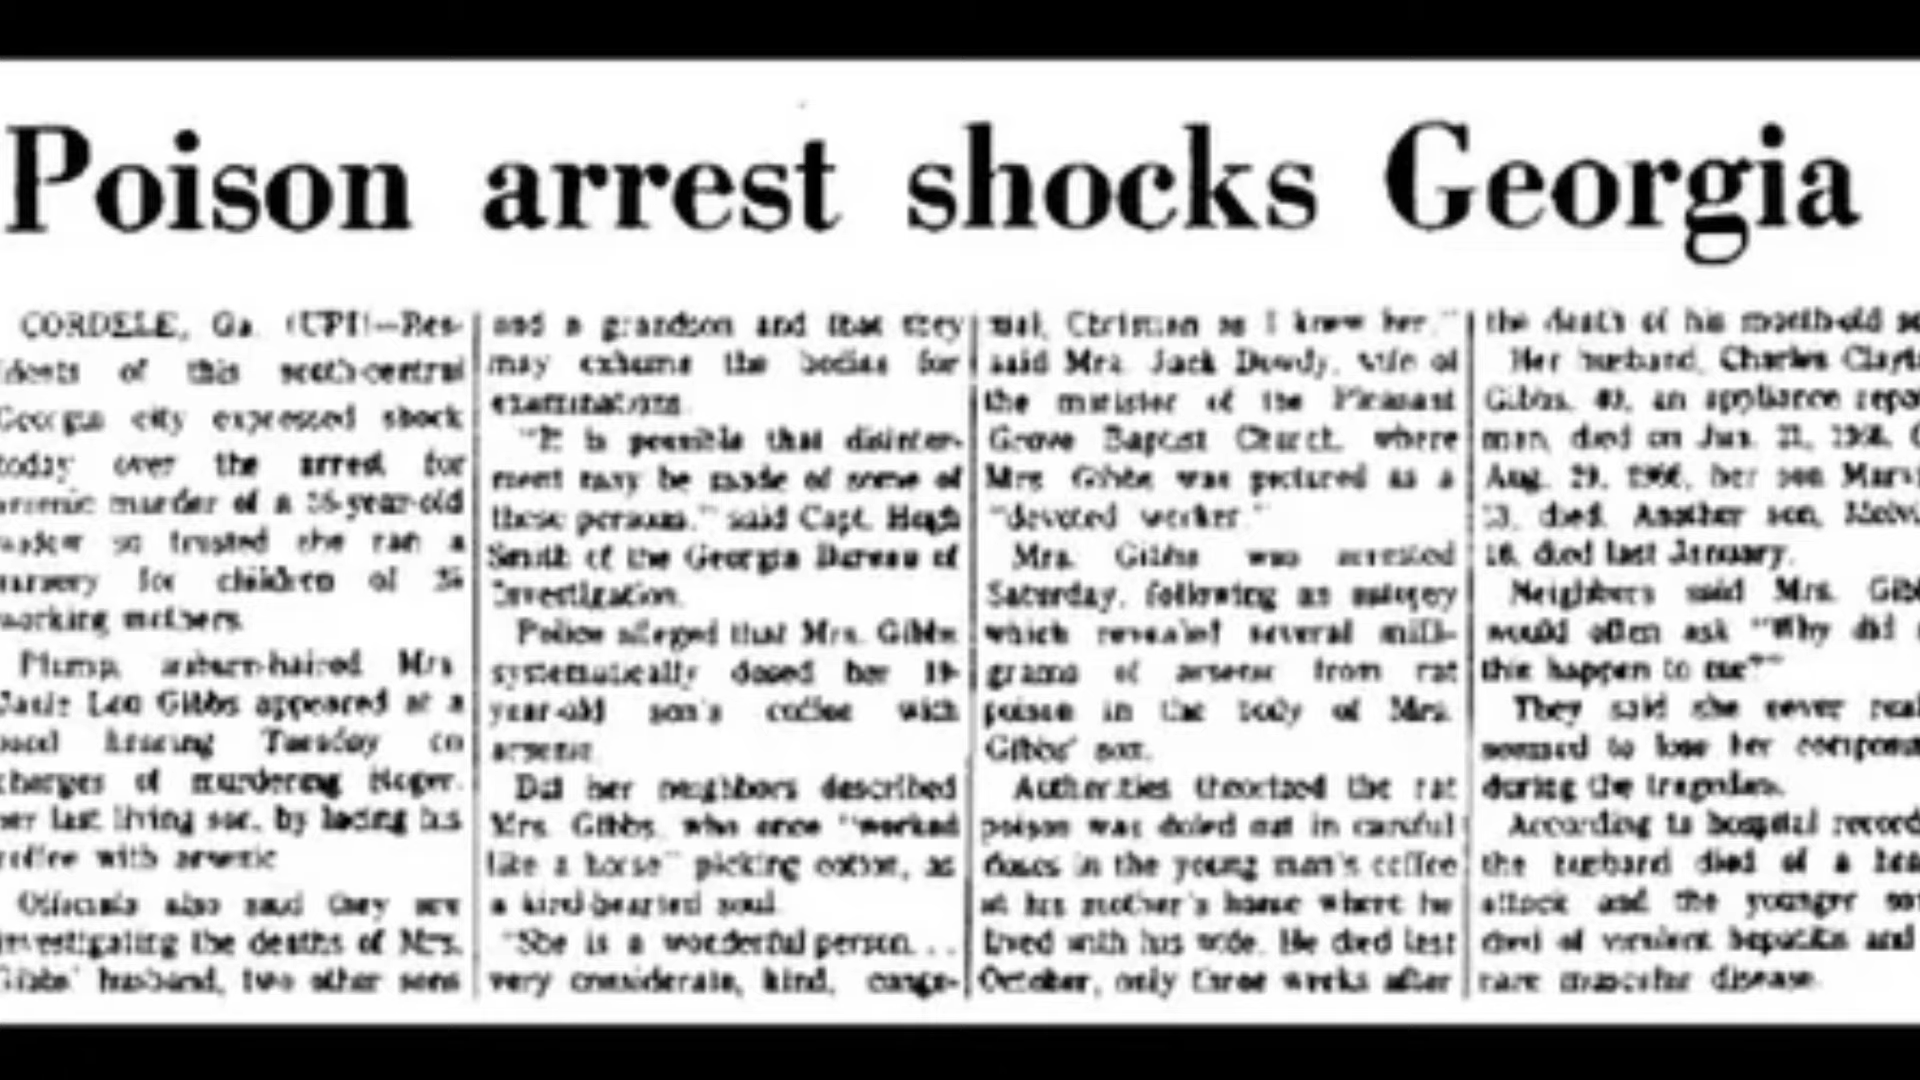 Poison arrest shocks Georgia
CORDELE, Ga. (UPI)—Res-
idents of this south-central
Georgia city expressed shock
today over the arrest for
arsenic murder of a -year-old
widow so trusted she ran a
nursery for children of
working mothers.
Plump, auburn-haired Mrs.
Lee Gibbs appeared at a
bond hearing Tuesday on
charges of murdering Roger,
her last living son, by lacing his
coffee with arsenic.
Officials also said they are
investigating the deaths of Mrs.
Gibbs' husband, two other sons
and a grandson and that they
may exhume the bodies for
examinations.
"It is possible that disinter-
ment may be made of some of
these persons," said Capt. Hugh
Smith of the Georgia Bureau of
Investigation.
Police alleged that Mrs. Gibbs
systematically dosed her 19-
year-old son's coffee with
arsenic.
But her neighbors described
Mrs. Gibbs, who once "worked
like a horse" picking cotton, as
a kind-hearted soul.
"She is a wonderful person...
very considerate, kind, conge-
nial, Christian as I knew her,"
said Mrs. Jack Dowdy, wife of
the minister of the Pleasant
Grove Baptist Church, where
Mrs. Gibbs was pictured as a
"devoted worker."
Mrs. Gibbs was arrested
Saturday, following an autopsy
which revealed several milli-
grams of arsenic from rat
poison in the body of Mrs.
Gibbs' son.
Authorities theorized the rat
poison was doled out in careful
doses in the young man's coffee
at his mother's home where he
lived with his wife. He died last
October, only three weeks after
the death of his month-old
Her husband, Charles
Gibbs, an appliance
man, died on Jan. 21,
Aug. 29, 1966, her son
13, died. Another son,
16, died last January.
Neighbors said Mrs.
would often ask "Why did
this happen to me?"
They said she never
seemed to lose her
during the tragedies.
According to hospital
the husband died of a
attack and the younger
died of virulent hepatitis and
rare muscular disease.